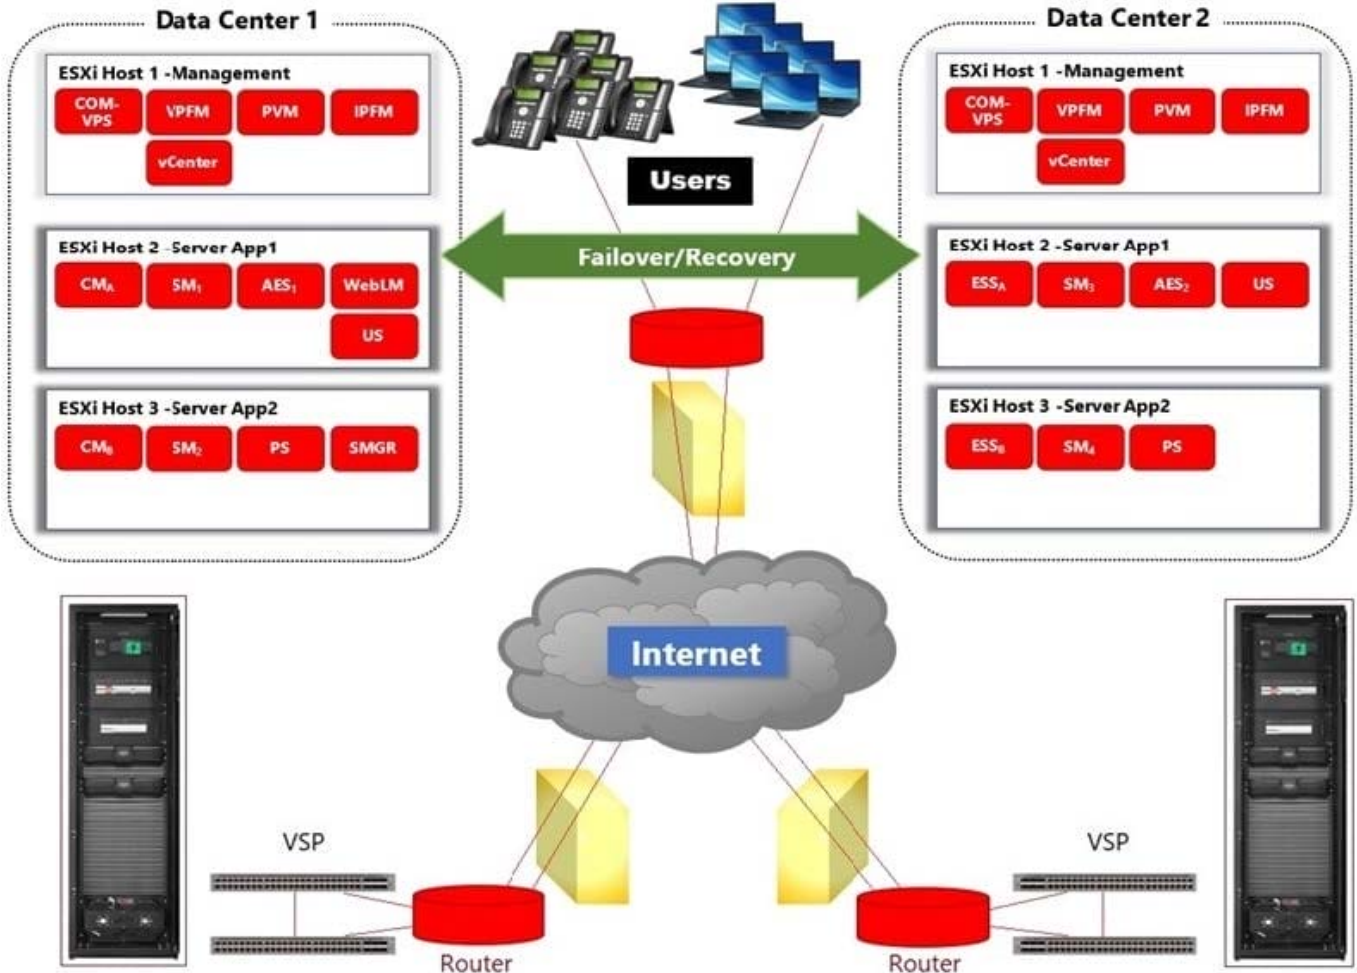 Data Center 1
ESXi Host 1 -Management
COM-
VPS
VPFM
PVM
IPFM
vCenter
ESXi Host 2 -Server App1
CMA
SM1
AES1
WebLM
US
ESXi Host 3 -Server App2
CMB
SM2
PS
SMGR
Users
Failover/Recovery
Data Center 2
ESXi Host 1 -Management
COM-
VPS
VPFM
PVM
IPFM
vCenter
ESXi Host 2 -Server App1
ESSA
SM3
AES2
US
ESXi Host 3 -Server App2
ESSB
SM4
PS
Internet
VSP
Router
VSP
Router